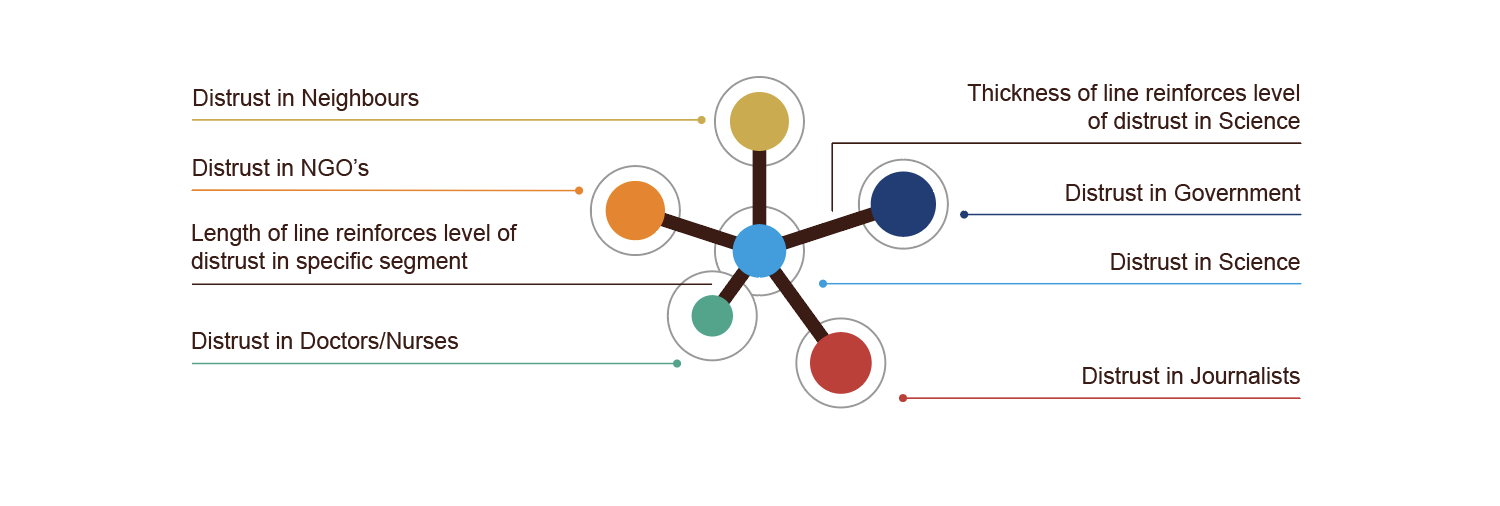 Distrust in Neighbours
Distrust in NGO’s
Length of line reinforces level of
distrust in specific segment
Distrust in Doctors/Nurses
Thickness of line reinforces level
of distrust in Science
Distrust in Government
Distrust in Science
Distrust in Journalists